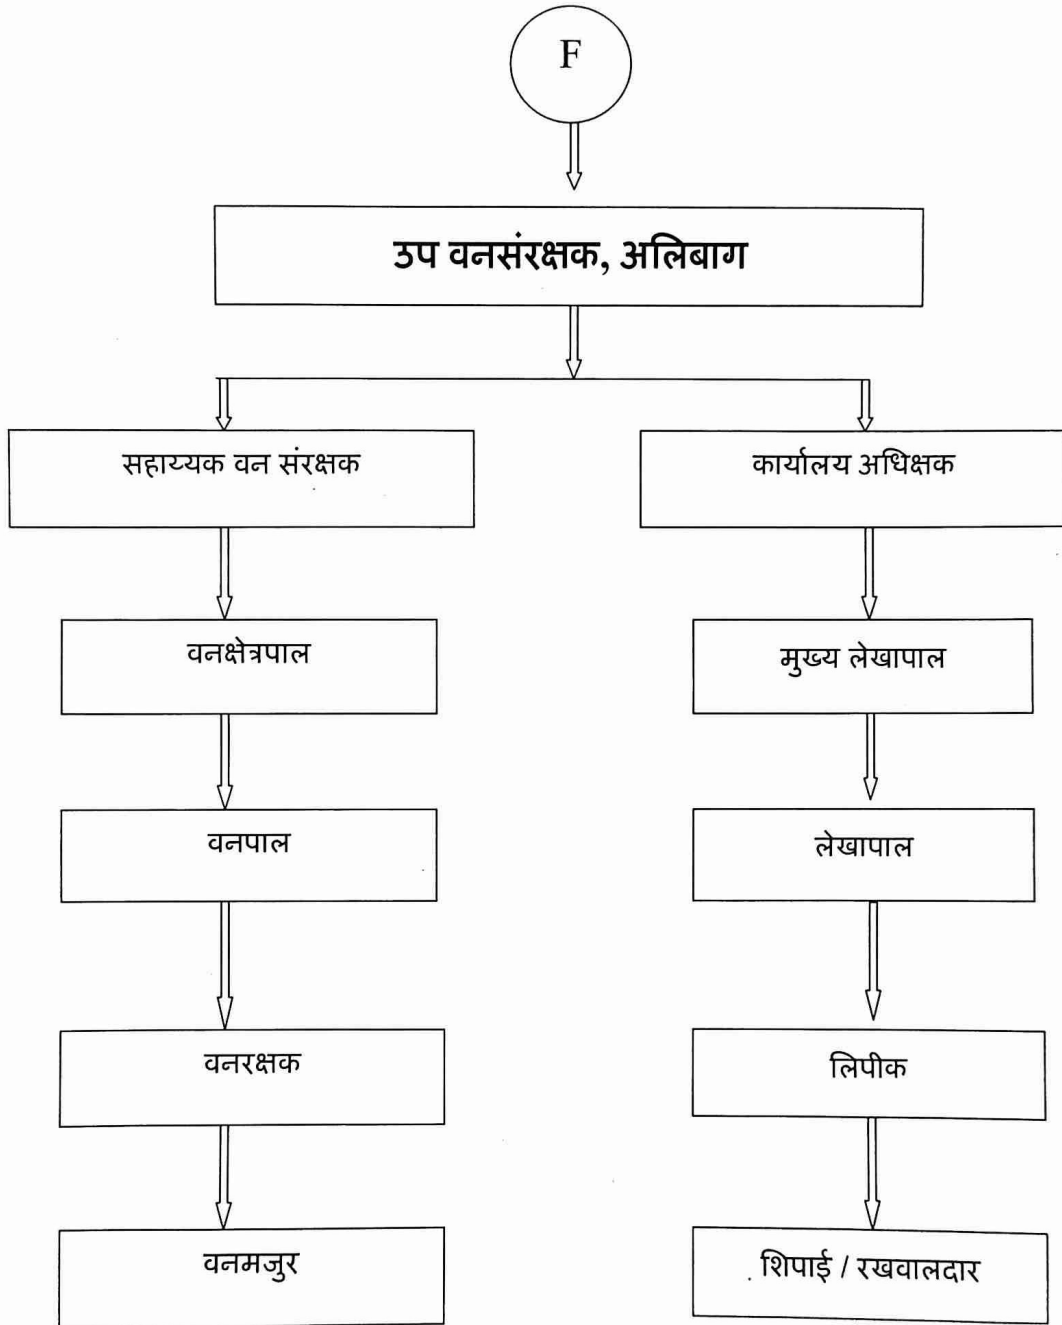 F
उप वनसंरक्षक, अलिबाग
सहाय्यक वन संरक्षक
कार्यालय अधिक्षक
वनक्षेत्रपाल
मुख्य लेखापाल
वनपाल
लेखापाल
वनरक्षक
लिपीक
वनमजुर
शिपाई / रखवालदार